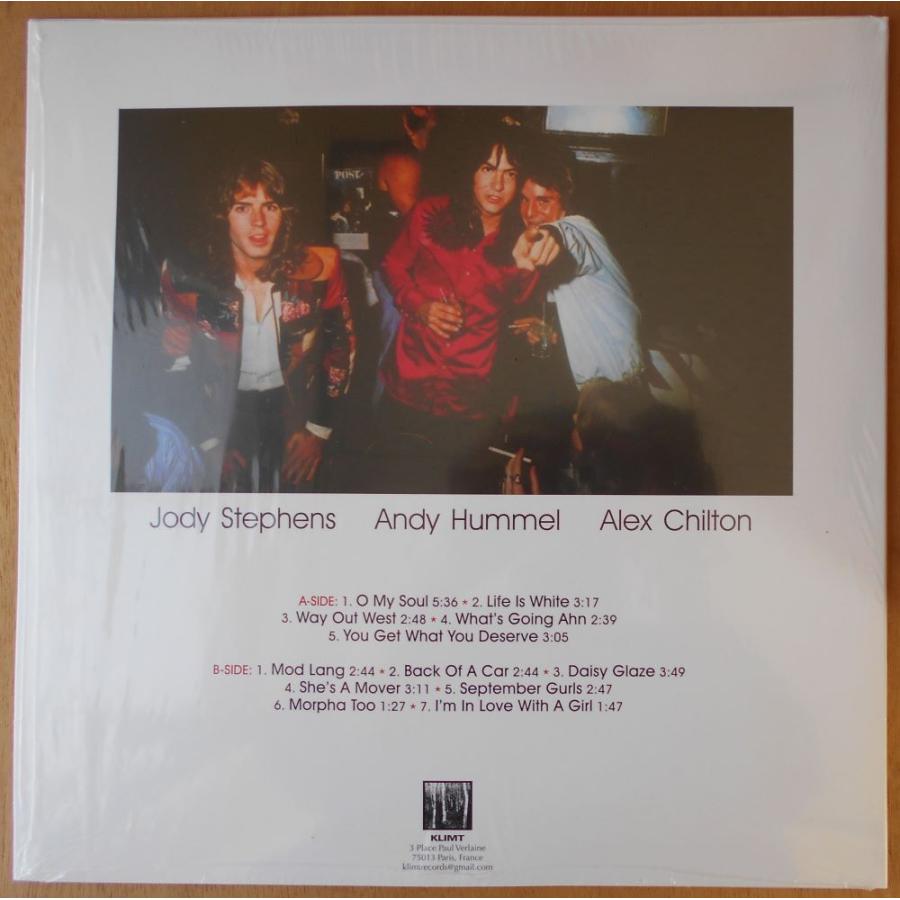 POST
Jody Stephens Andy Hummel Alex Chilton
A-SIDE: 1. O My Soul 5:36 ★ 2. Life Is White 3:17
3. Way Out West 2:48 ★ 4. What's Going Ahn 2:39
5. You Get What You Deserve 3:05
B-SIDE: 1. Mod Lang 2:44 ★ 2. Back Of A Car 2:44 ★ 3. Daisy Glaze 3:49
4. She's A Mover 3:11 ★ 5. September Gurls 2:47
6. Morpha Too 1:27 ★ 7. I'm In Love With A Girl 1:47
KLIMT
3 Place Paul Verlaine
75013 Paris, France
klimtrecords@gmail.com